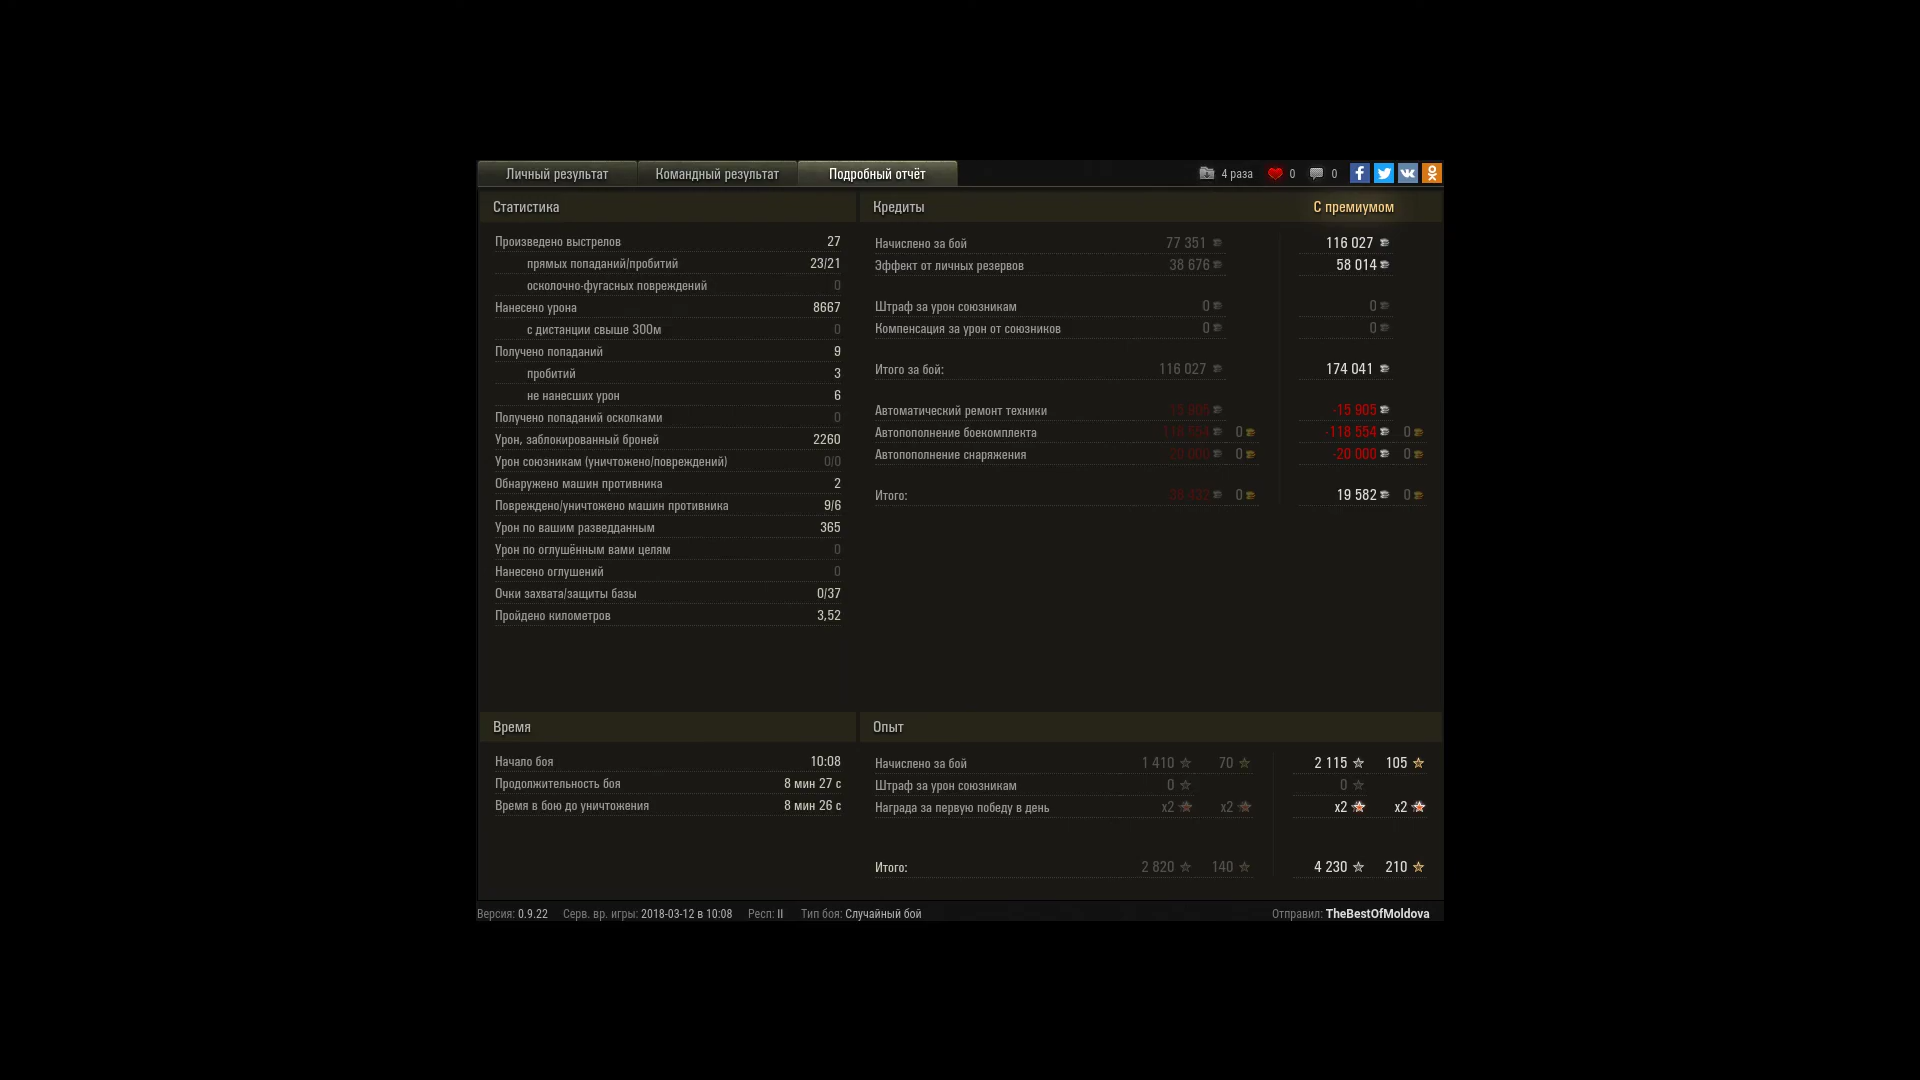 Личный результат Командный результат Подробный отчёт 4 раза 0 0
Статистика
Произведено выстрелов 27
прямых попаданий/пробитий 23/21
осколочно-фугасных повреждений 0
Нанесено урона 8667
с дистанции свыше 300м 0
Получено попаданий 9
пробитий 3
не нанесших урон 6
Получено попаданий осколками 0
Урон, заблокированный броней 2260
Урон союзникам (уничтожено/повреждений) 0/0
Обнаружено машин противника 2
Повреждено/уничтожено машин противника 9/6
Урон по вашим разведданным 365
Урон по оглушённым вами целям 0
Нанесено оглушений 0
Очки захвата/защиты базы 0/37
Пройдено километров 3,52
Кредиты С премиумом
Начислено за бой 77 351 116 027
Эффект от личных резервов 38 676 58 014
Штраф за урон союзникам 0 0
Компенсация за урон от союзников 0 0
Итого за бой: 116 027 174 041
Автоматический ремонт техники -15 905 -15 905
Автопополнение боекомплекта -118 554 0 -118 554 0
Автопополнение снаряжения -20 000 0 -20 000 0
Итого: 0 19 582 0
Время
Начало боя 10:08
Продолжительность боя 8 мин 27 с
Время в бою до уничтожения 8 мин 26 с
Опыт
Начислено за бой 1 410 70 2 115 105
Штраф за урон союзникам 0 0
Награда за первую победу в день x2 x2 x2 x2
Итого: 2 820 140 4 230 210
Версия: 0.9.22 Серв. вр. игры: 2018-03-12 в 10:08 Респ: II Тип боя: Случайный бой Отправил: TheBestOfMoldova